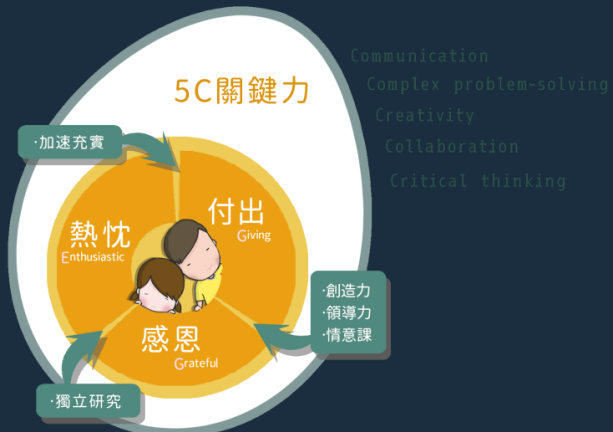 5C關鍵力
Communication
Complex problem-solving
Creativity
Collaboration
Critical thinking
·加速充實
熱忱
Enthusiastic
付出
Giving
感恩
Grateful
·創造力
·領導力
·情意課
·獨立研究